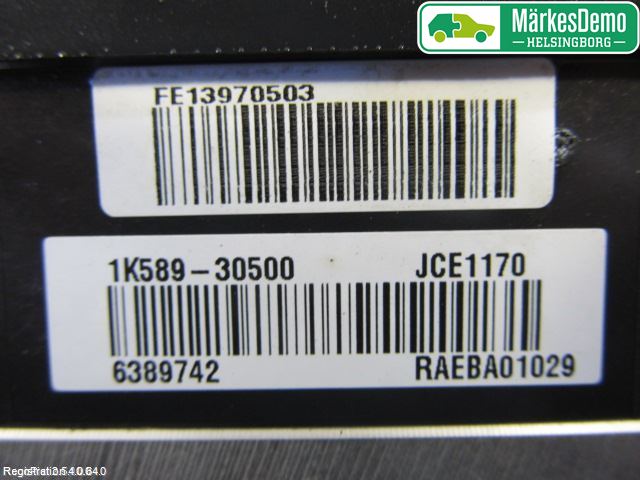 MärkesDemo
HELSINGBORG
FE13970503
1K589-30500 JCE1170
6389742 RAEBA01029